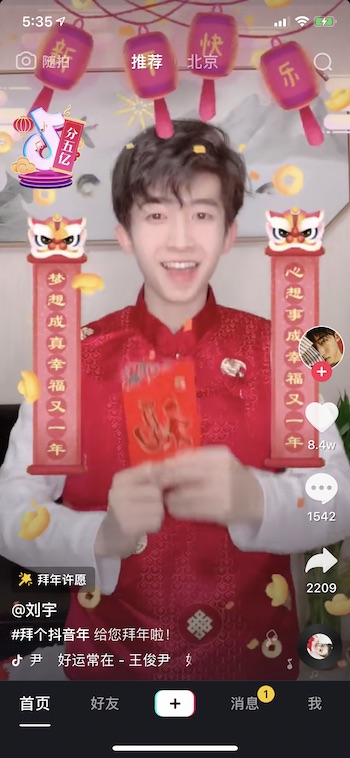 5:35
新年快乐
随拍 推荐 北京
分五亿
梦想成真幸福又一年
心想事成幸福又一年
8.4w
1542
2209
拜年许愿
@刘宇
#拜个抖音年 给您拜年啦!
尹 好运常在 - 王俊尹
首页 好友 消息 1 我